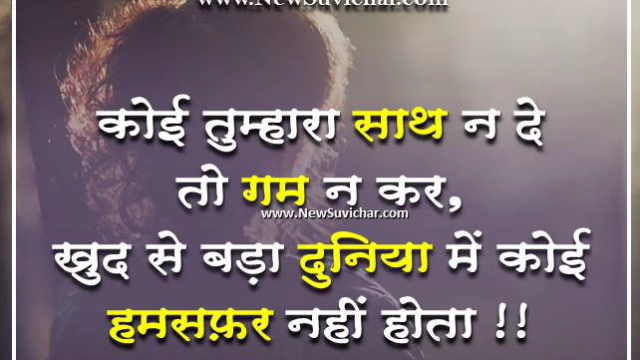 www.NewSuvichar.com
कोई तुम्हारा साथ न दे
तो गम न कर,
www.NewSuvichar.com
खुद से बड़ा दुनिया में कोई
हमसफ़र नहीं होता !!